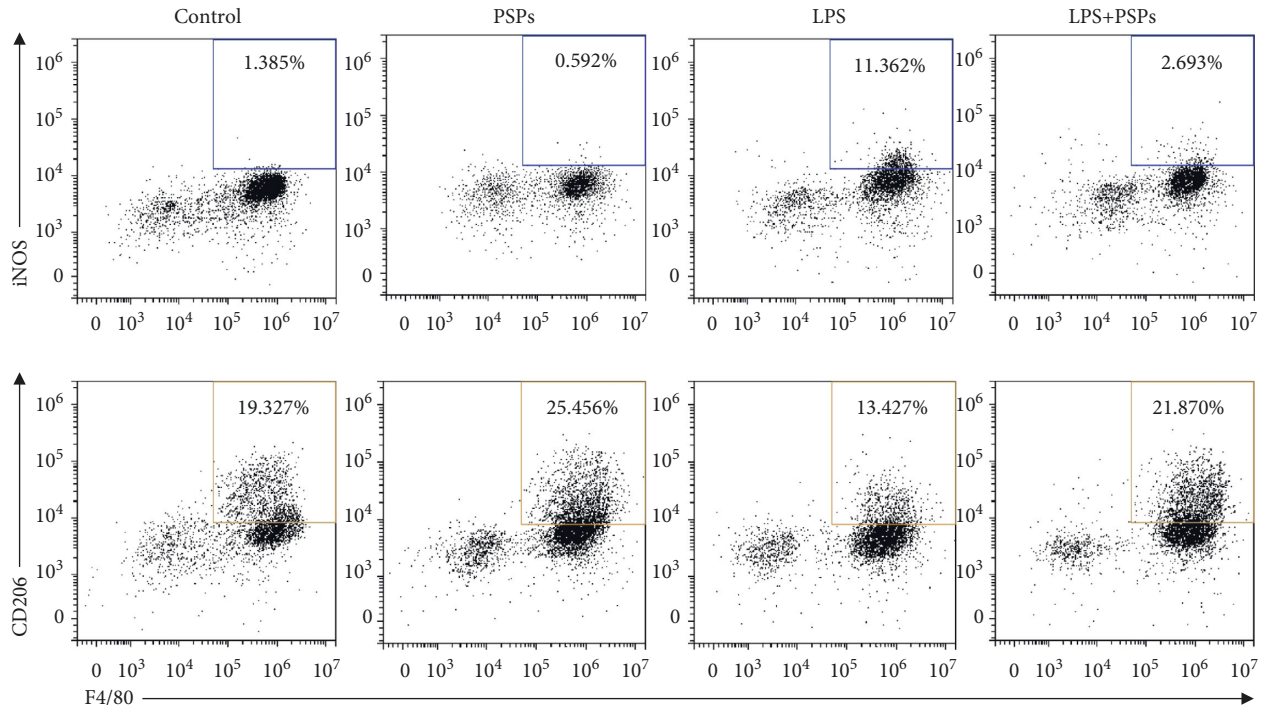 Control PSPs LPS LPS+PSPs
iNOS
10⁶ 10⁶ 10⁶ 10⁶
1.385% 0.592% 11.362% 2.693%
10⁵ 10⁵ 10⁵ 10⁵
10⁴ 10⁴ 10⁴ 10⁴
10³ 10³ 10³ 10³
0 0 0 0
0 10³ 10⁴ 10⁵ 10⁶ 10⁷ 0 10³ 10⁴ 10⁵ 10⁶ 10⁷ 0 10³ 10⁴ 10⁵ 10⁶ 10⁷ 0 10³ 10⁴ 10⁵ 10⁶ 10⁷
CD206
10⁶ 10⁶ 10⁶ 10⁶
19.327% 25.456% 13.427% 21.870%
10⁵ 10⁵ 10⁵ 10⁵
10⁴ 10⁴ 10⁴ 10⁴
10³ 10³ 10³ 10³
0 0 0 0
0 10³ 10⁴ 10⁵ 10⁶ 10⁷ 0 10³ 10⁴ 10⁵ 10⁶ 10⁷ 0 10³ 10⁴ 10⁵ 10⁶ 10⁷ 0 10³ 10⁴ 10⁵ 10⁶ 10⁷
F4/80